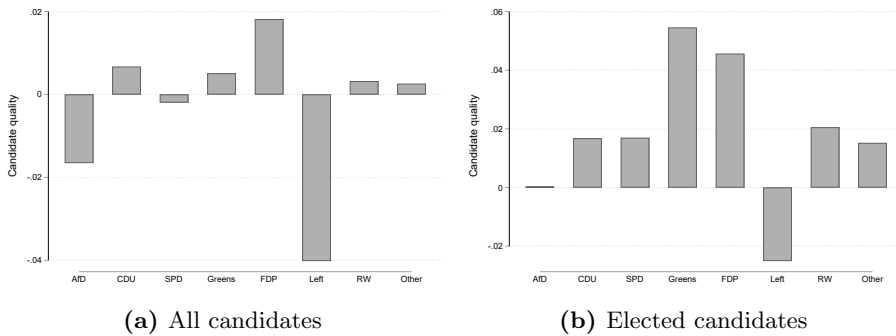 Candidate quality
.02
0
-.02
-.04
AfD CDU SPD Greens FDP Left RW Other
(a) All candidates
Candidate quality
.06
.04
.02
0
-.02
AfD CDU SPD Greens FDP Left RW Other
(b) Elected candidates